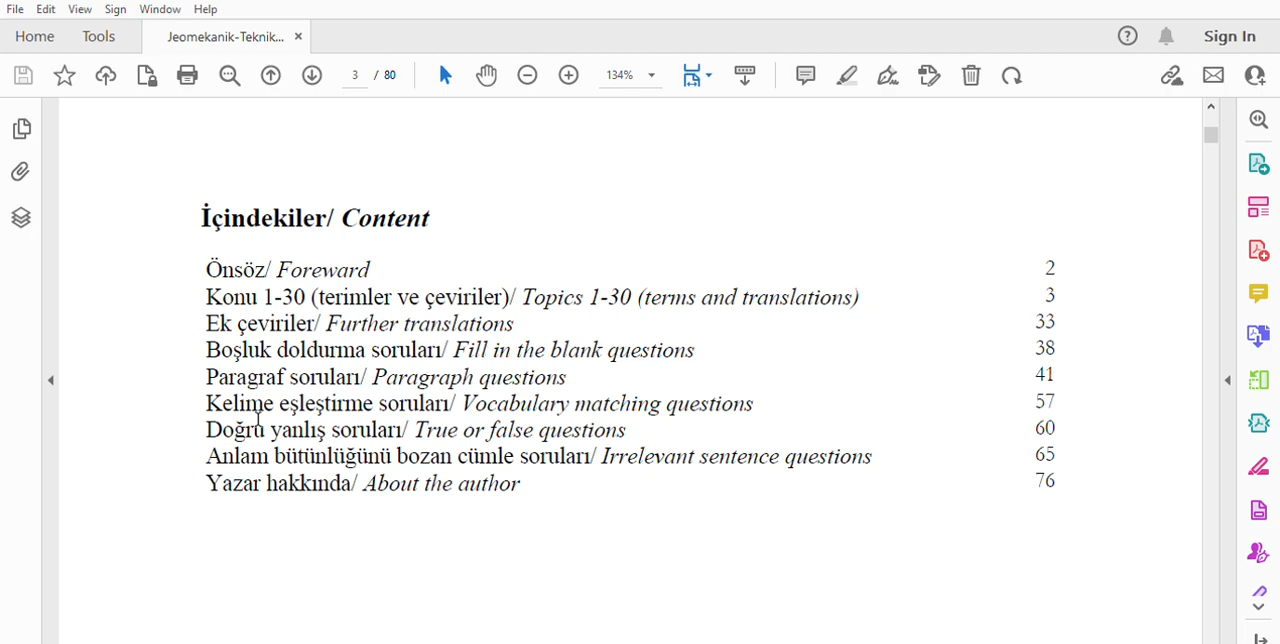 File Edit View Sign Window Help
Home Tools Jeomekanik-Teknik... × Sign In
3 / 80 134%
İçindekiler/ Content
Önsöz/ Foreward 2
Konu 1-30 (terimler ve çeviriler)/ Topics 1-30 (terms and translations) 3
Ek çeviriler/ Further translations 33
Boşluk doldurma soruları/ Fill in the blank questions 38
Paragraf soruları/ Paragraph questions 41
Kelime eşleştirme soruları/ Vocabulary matching questions 57
Doğru yanlış soruları/ True or false questions 60
Anlam bütünlüğünü bozan cümle soruları/ Irrelevant sentence questions 65
Yazar hakkında/ About the author 76